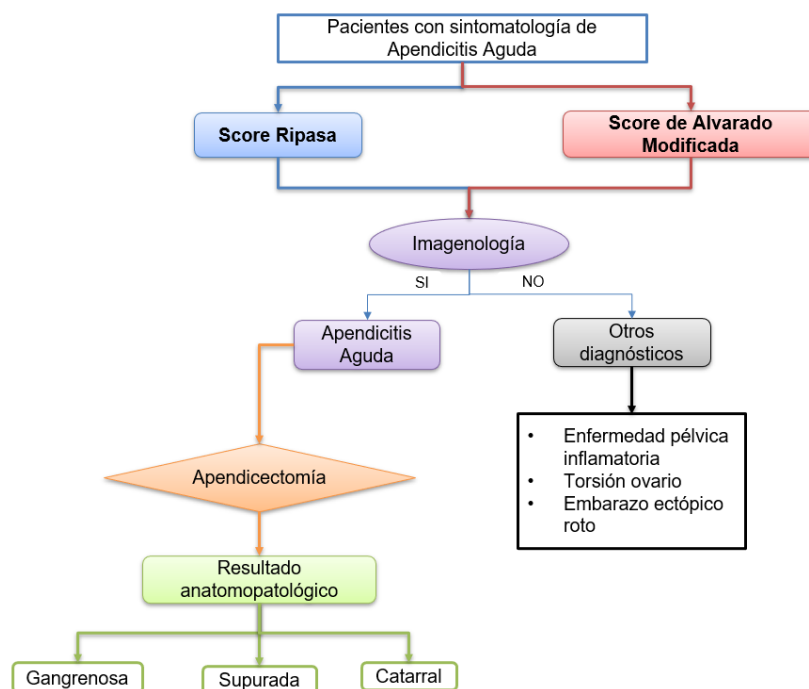 Pacientes con sintomatología de
Apendicitis Aguda
Score Ripasa
Score de Alvarado
Modificada
Imagenología
SI
NO
Apendicitis
Aguda
Otros
diagnósticos
• Enfermedad pélvica
inflamatoria
• Torsión ovario
• Embarazo ectópico
roto
Apendicectomía
Resultado
anatomopatológico
Gangrenosa
Supurada
Catarral